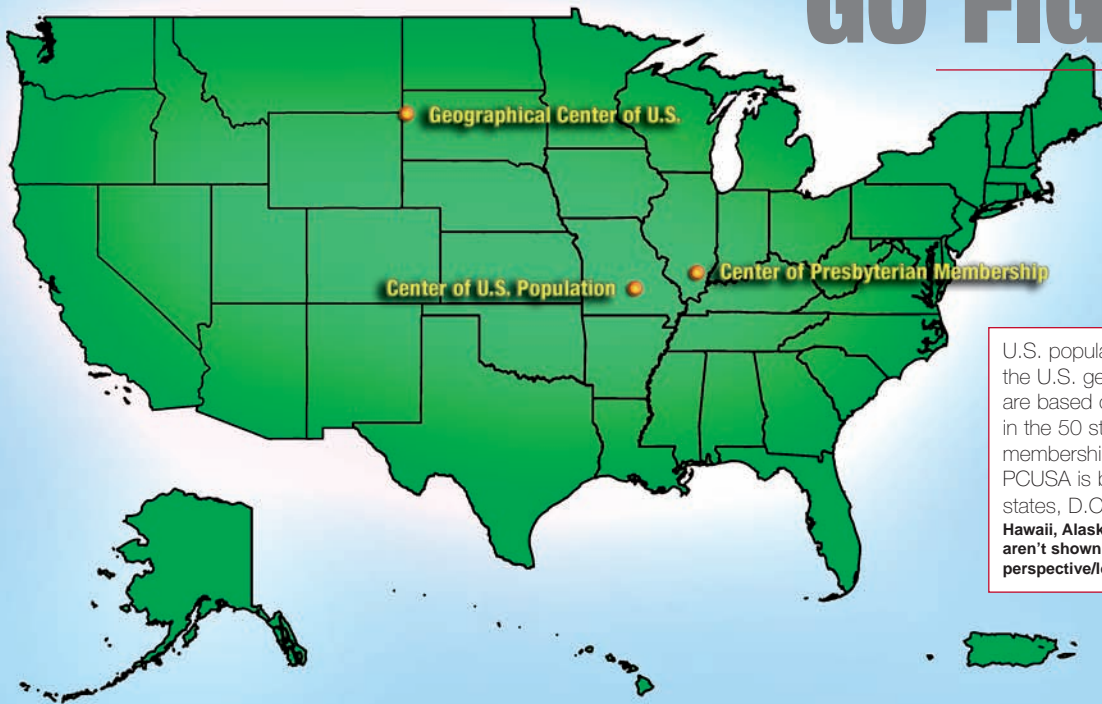 GO FIG
Geographical Center of U.S.
Center of Presbyterian Membership
Center of U.S. Population
U.S. popula
the U.S. ge
are based o
in the 50 st
membershi
PCUSA is b
states, D.C
Hawaii, Alask
aren't shown
perspective/l